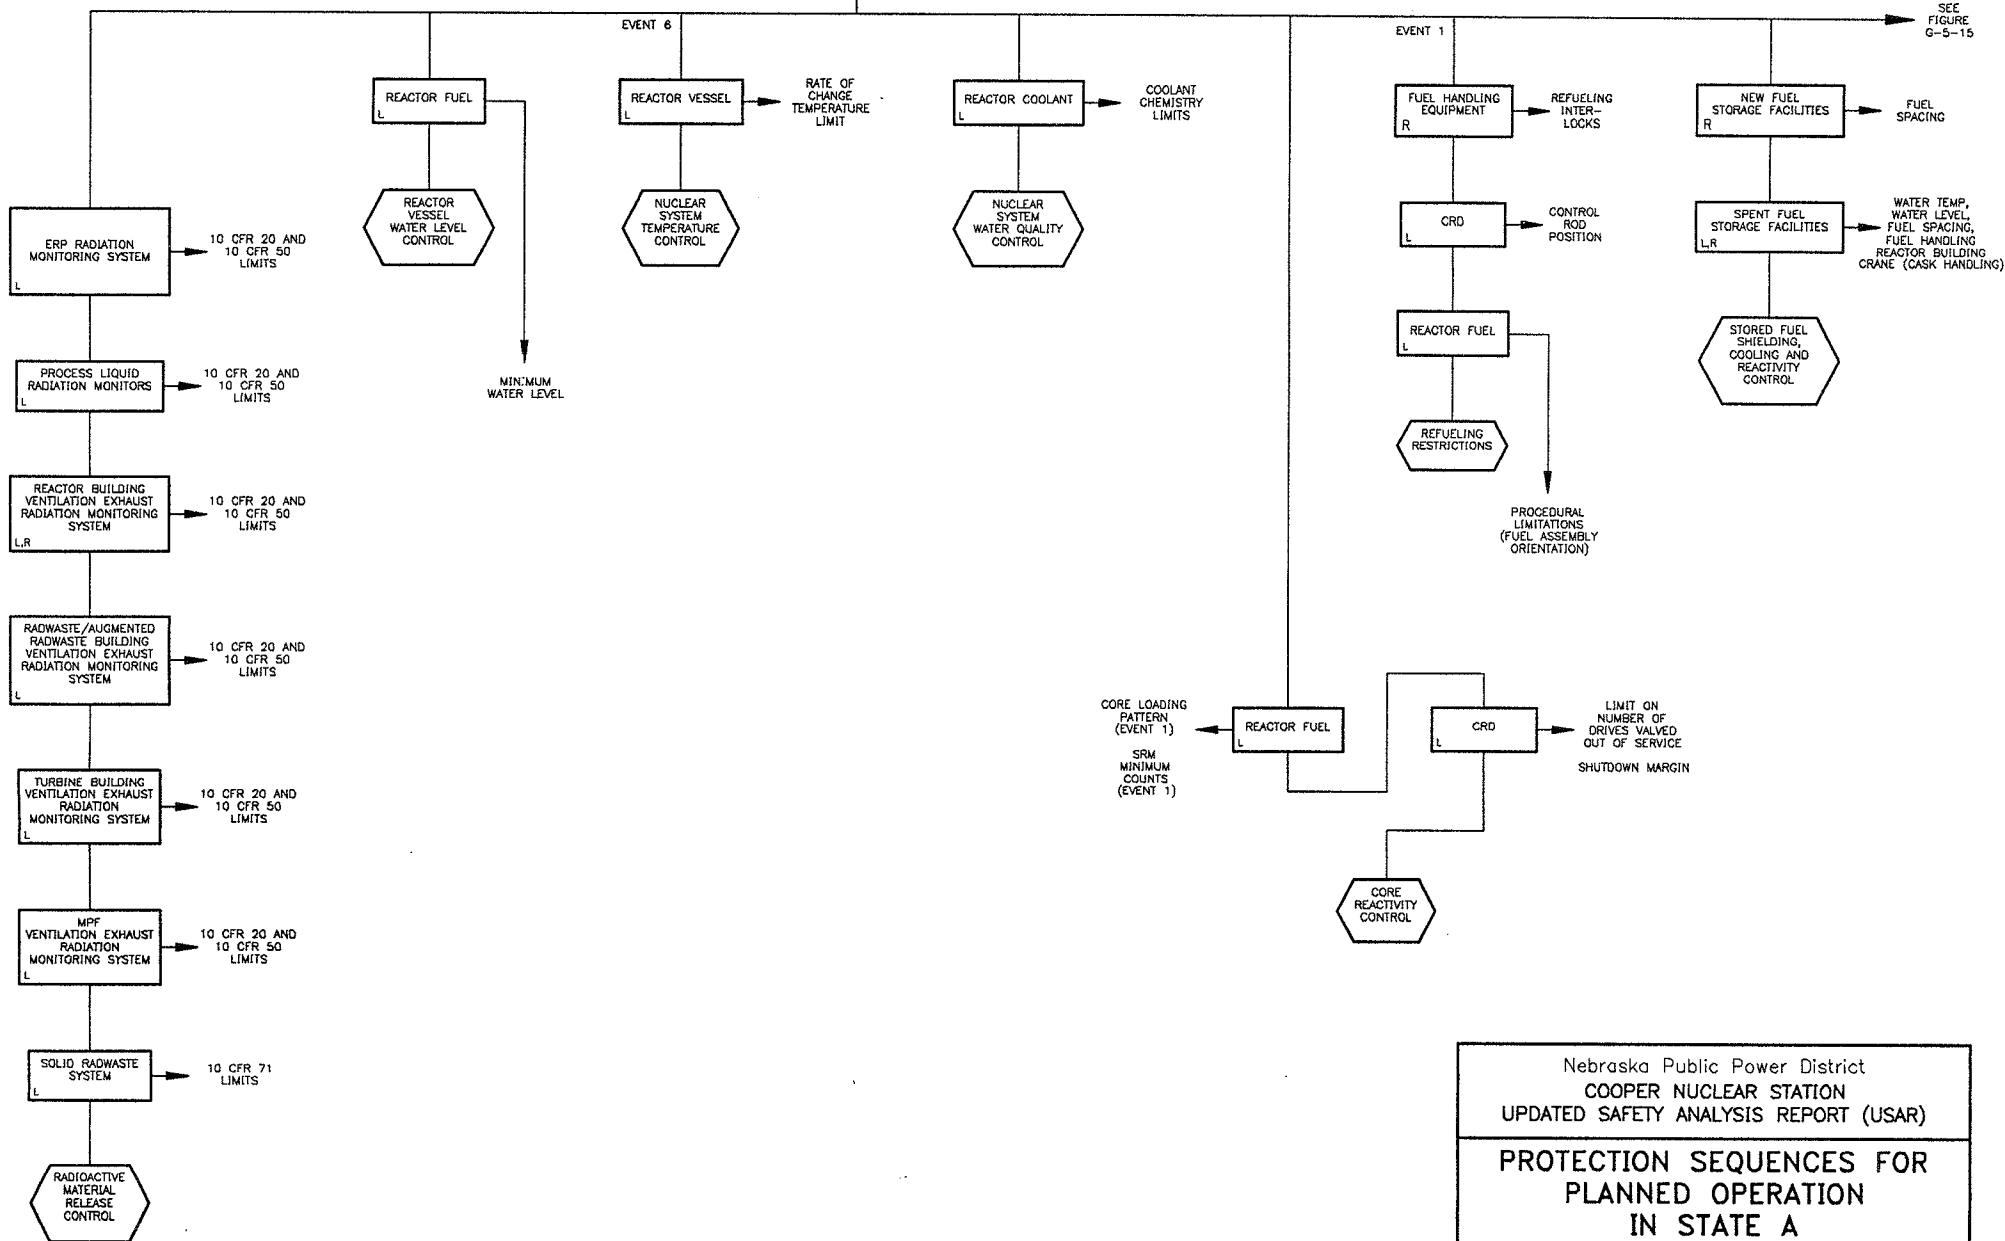 SEE
FIGURE
G-5-15
EVENT 6
EVENT 1
REACTOR FUEL
L
REACTOR VESSEL
L
RATE OF
CHANGE
TEMPERATURE
LIMIT
REACTOR COOLANT
L
COOLANT
CHEMISTRY
LIMITS
FUEL HANDLING
EQUIPMENT
R
REFUELING
INTER-
LOCKS
NEW FUEL
STORAGE FACILITIES
R
FUEL
SPACING
REACTOR
VESSEL
WATER LEVEL
CONTROL
NUCLEAR
SYSTEM
TEMPERATURE
CONTROL
NUCLEAR
SYSTEM
WATER QUALITY
CONTROL
CRD
L
CONTROL
ROD
POSITION
SPENT FUEL
STORAGE FACILITIES
L,R
WATER TEMP,
WATER LEVEL,
FUEL SPACING,
FUEL HANDLING
REACTOR BUILDING
CRANE (CASK HANDLING)
ERP RADIATION
MONITORING SYSTEM
L
10 CFR 20 AND
10 CFR 50
LIMITS
MINIMUM
WATER LEVEL
REACTOR FUEL
L
STORED FUEL
SHIELDING,
COOLING AND
REACTIVITY
CONTROL
PROCESS LIQUID
RADIATION MONITORS
L
10 CFR 20 AND
10 CFR 50
LIMITS
REFUELING
RESTRICTIONS
REACTOR BUILDING
VENTILATION EXHAUST
RADIATION MONITORING
SYSTEM
L,R
10 CFR 20 AND
10 CFR 50
LIMITS
PROCEDURAL
LIMITATIONS
(FUEL ASSEMBLY
ORIENTATION)
RADWASTE/AUGMENTED
RADWASTE BUILDING
VENTILATION EXHAUST
RADIATION MONITORING
SYSTEM
L
10 CFR 20 AND
10 CFR 50
LIMITS
CORE LOADING
PATTERN
(EVENT 1)
SRM
MINIMUM
COUNTS
(EVENT 1)
REACTOR FUEL
L
CRD
L
LIMIT ON
NUMBER OF
DRIVES VALVED
OUT OF SERVICE
SHUTDOWN MARGIN
TURBINE BUILDING
VENTILATION EXHAUST
RADIATION
MONITORING SYSTEM
L
10 CFR 20 AND
10 CFR 50
LIMITS
CORE
REACTIVITY
CONTROL
MPF
VENTILATION EXHAUST
RADIATION
MONITORING SYSTEM
L
10 CFR 20 AND
10 CFR 50
LIMITS
SOLID RADWASTE
SYSTEM
L
10 CFR 71
LIMITS
RADIOACTIVE
MATERIAL
RELEASE
CONTROL
Nebraska Public Power District
COOPER NUCLEAR STATION
UPDATED SAFETY ANALYSIS REPORT (USAR)
PROTECTION SEQUENCES FOR
PLANNED OPERATION
IN STATE A